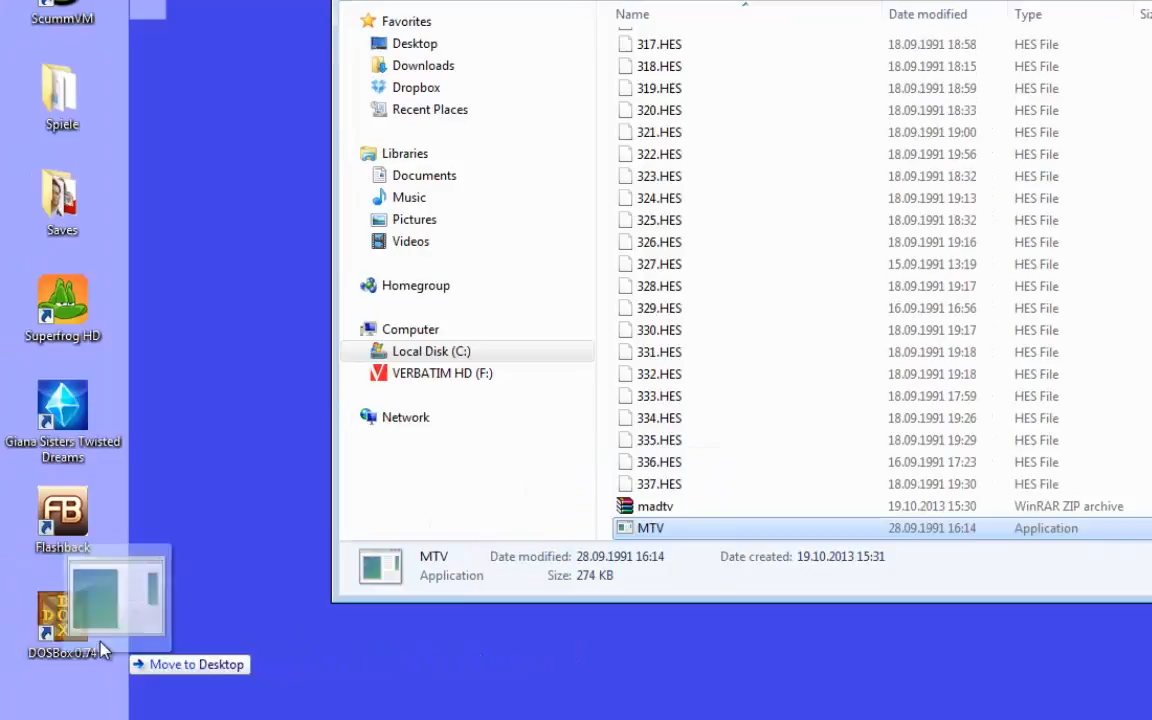 ScummVM
Spiele
Saves
Superfrog HD
Giana Sisters Twisted
Dreams
FB
Flashback
DOSBox 0.74
Move to Desktop
Favorites
Desktop
Downloads
Dropbox
Recent Places
Libraries
Documents
Music
Pictures
Videos
Homegroup
Computer
Local Disk (C:)
VERBATIM HD (F:)
Network
Name Date modified Type Siz
317.HES 18.09.1991 18:58 HES File
318.HES 18.09.1991 18:15 HES File
319.HES 18.09.1991 18:59 HES File
320.HES 18.09.1991 18:33 HES File
321.HES 18.09.1991 19:00 HES File
322.HES 18.09.1991 19:56 HES File
323.HES 18.09.1991 18:32 HES File
324.HES 18.09.1991 19:13 HES File
325.HES 18.09.1991 18:32 HES File
326.HES 18.09.1991 19:16 HES File
327.HES 15.09.1991 13:19 HES File
328.HES 18.09.1991 19:17 HES File
329.HES 16.09.1991 16:56 HES File
330.HES 18.09.1991 19:17 HES File
331.HES 18.09.1991 19:18 HES File
332.HES 18.09.1991 19:18 HES File
333.HES 18.09.1991 17:59 HES File
334.HES 18.09.1991 19:26 HES File
335.HES 18.09.1991 19:29 HES File
336.HES 16.09.1991 17:23 HES File
337.HES 18.09.1991 19:30 HES File
madtv 19.10.2013 15:30 WinRAR ZIP archive
MTV 28.09.1991 16:14 Application
MTV Date modified: 28.09.1991 16:14 Date created: 19.10.2013 15:31
Application Size: 274 KB